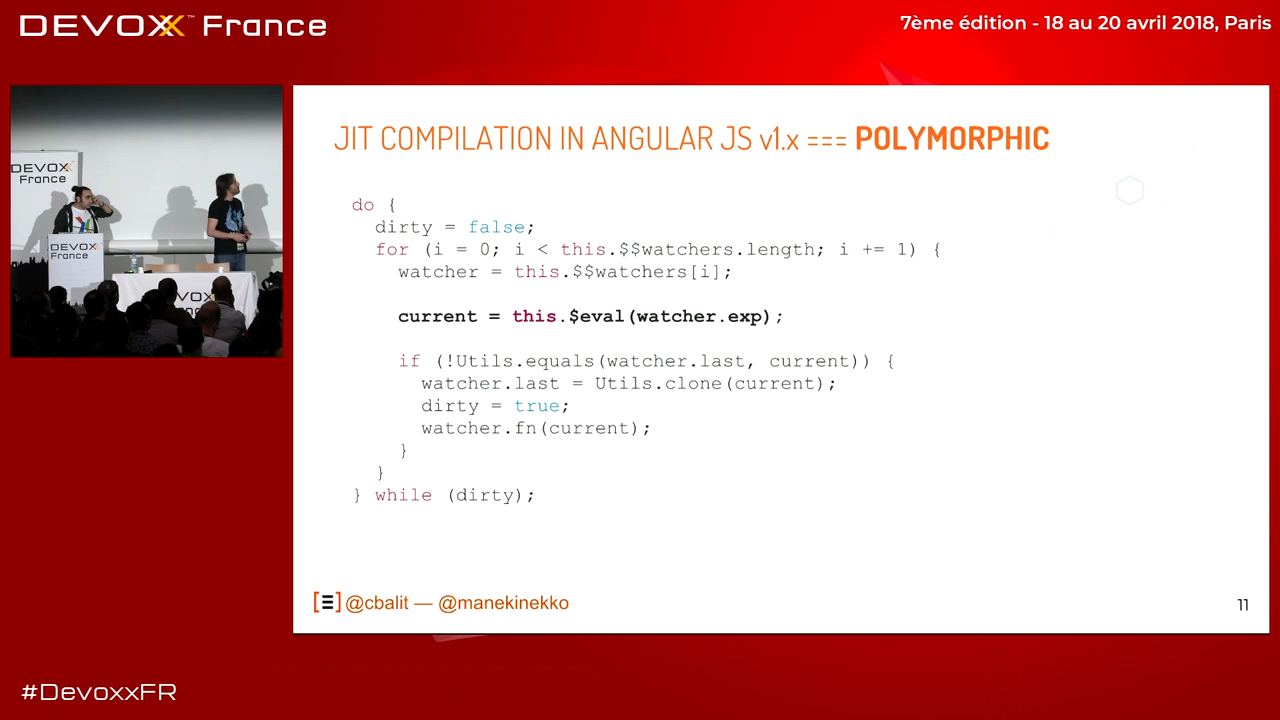 DEVOXX™ France
7ème édition - 18 au 20 avril 2018, Paris
DEVOXX
France
DEVOXX
France
JIT COMPILATION IN ANGULAR JS v1.x === POLYMORPHIC
do {
dirty = false;
for (i = 0; i < this.$$watchers.length; i += 1) {
watcher = this.$$watchers[i];
current = this.$eval(watcher.exp);
if (!Utils.equals(watcher.last, current)) {
watcher.last = Utils.clone(current);
dirty = true;
watcher.fn(current);
}
}
} while (dirty);
[☰] @cbalit — @manekinekko
11
#DevoxxFR